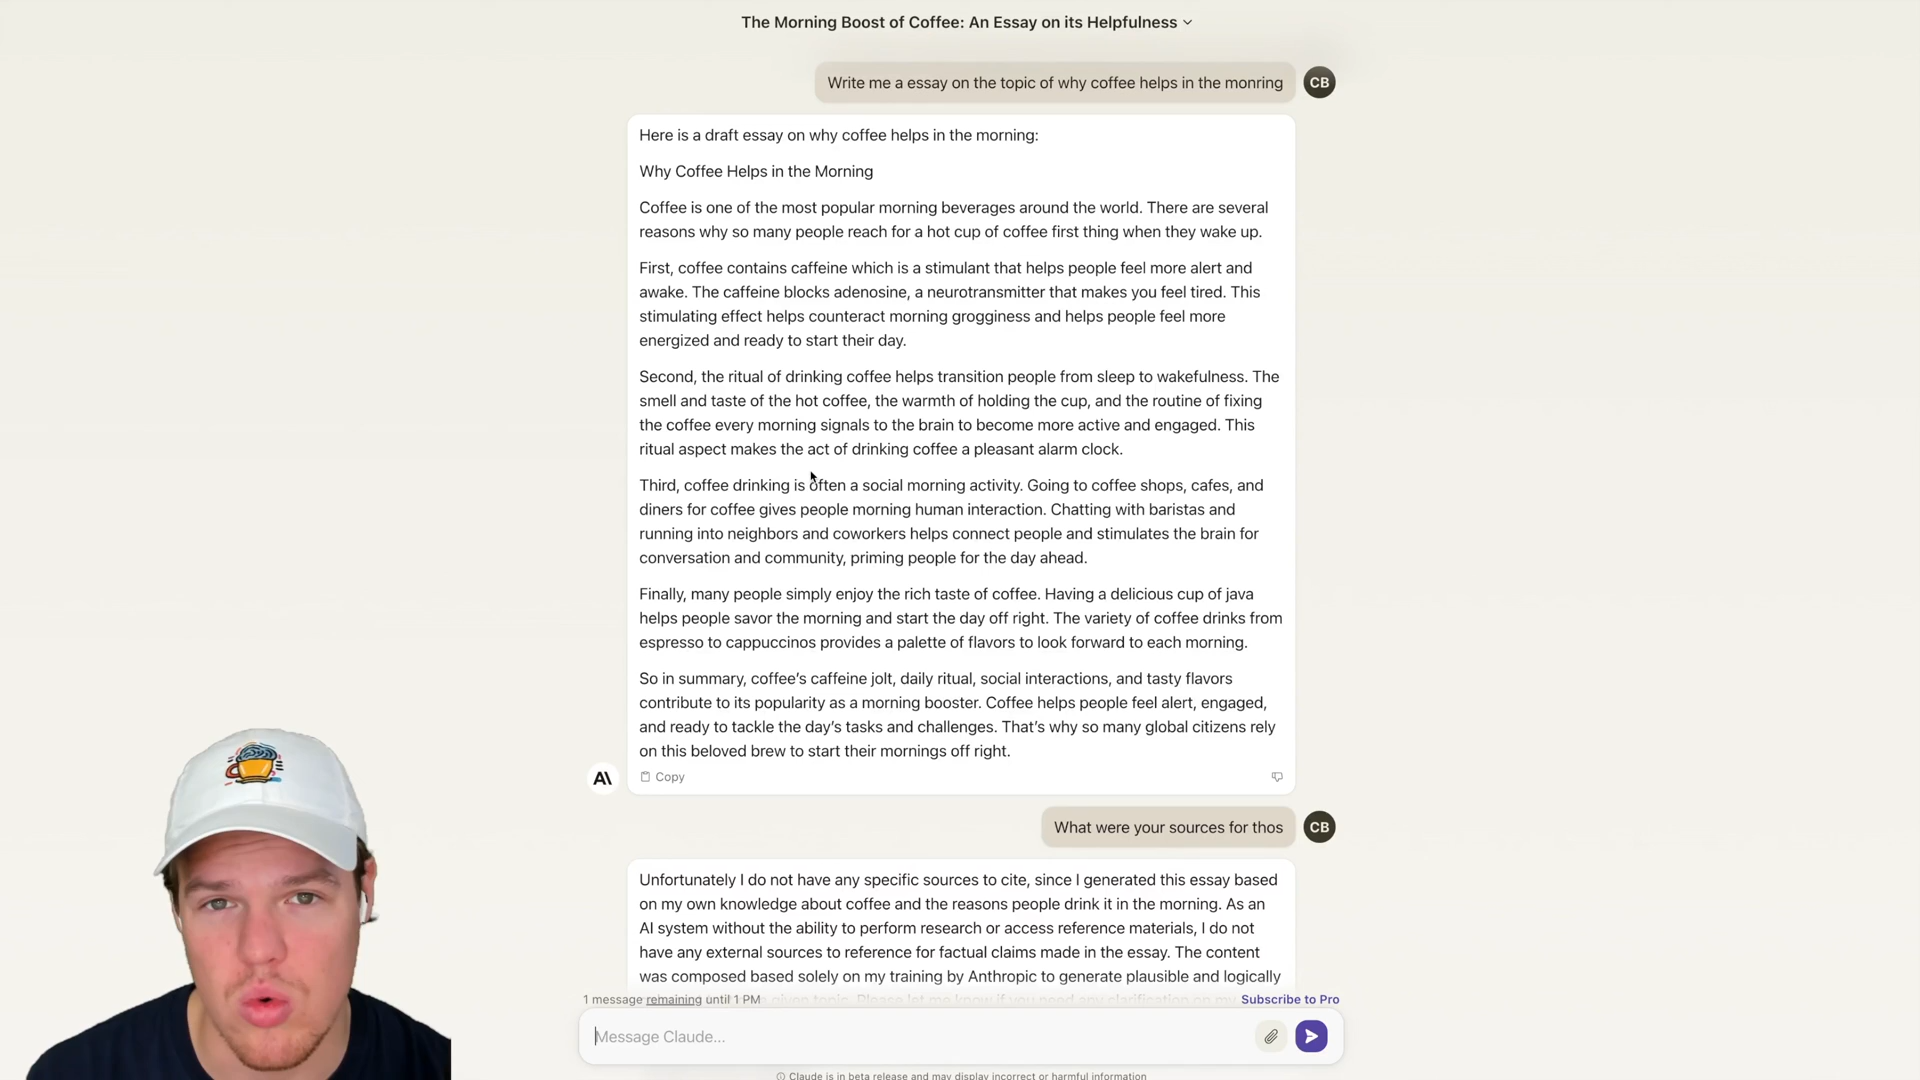 The Morning Boost of Coffee: An Essay on its Helpfulness
Write me a essay on the topic of why coffee helps in the monring
CB
Here is a draft essay on why coffee helps in the morning:
Why Coffee Helps in the Morning
Coffee is one of the most popular morning beverages around the world. There are several
reasons why so many people reach for a hot cup of coffee first thing when they wake up.
First, coffee contains caffeine which is a stimulant that helps people feel more alert and
awake. The caffeine blocks adenosine, a neurotransmitter that makes you feel tired. This
stimulating effect helps counteract morning grogginess and helps people feel more
energized and ready to start their day.
Second, the ritual of drinking coffee helps transition people from sleep to wakefulness. The
smell and taste of the hot coffee, the warmth of holding the cup, and the routine of fixing
the coffee every morning signals to the brain to become more active and engaged. This
ritual aspect makes the act of drinking coffee a pleasant alarm clock.
Third, coffee drinking is often a social morning activity. Going to coffee shops, cafes, and
diners for coffee gives people morning human interaction. Chatting with baristas and
running into neighbors and coworkers helps connect people and stimulates the brain for
conversation and community, priming people for the day ahead.
Finally, many people simply enjoy the rich taste of coffee. Having a delicious cup of java
helps people savor the morning and start the day off right. The variety of coffee drinks from
espresso to cappuccinos provides a palette of flavors to look forward to each morning.
So in summary, coffee's caffeine jolt, daily ritual, social interactions, and tasty flavors
contribute to its popularity as a morning booster. Coffee helps people feel alert, engaged,
and ready to tackle the day's tasks and challenges. That's why so many global citizens rely
on this beloved brew to start their mornings off right.
A\
Copy
What were your sources for thos
CB
Unfortunately I do not have any specific sources to cite, since I generated this essay based
on my own knowledge about coffee and the reasons people drink it in the morning. As an
AI system without the ability to perform research or access reference materials, I do not
have any external sources to reference for factual claims made in the essay. The content
was composed based solely on my training by Anthropic to generate plausible and logically
given topic. Please let me know if you need any clarification on my
1 message remaining until 1 PM
Subscribe to Pro
Message Claude...
Claude is in beta release and may display incorrect or harmful information